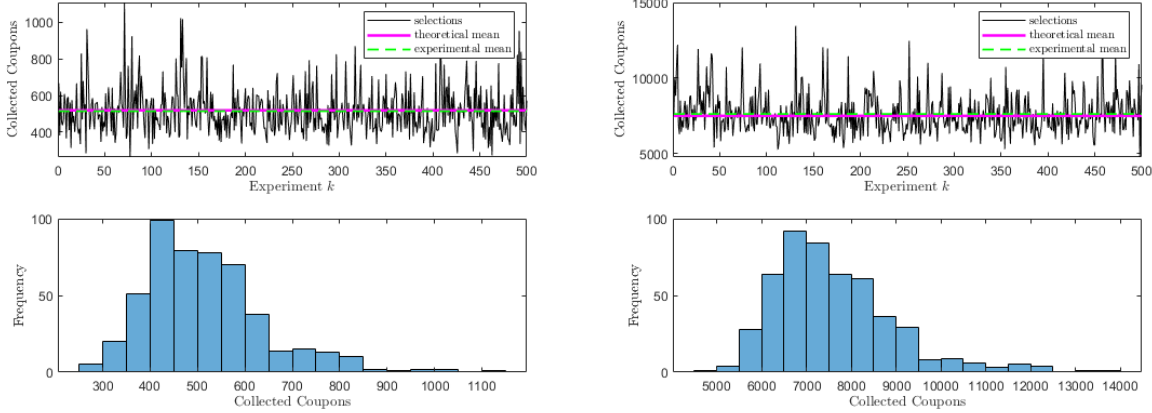 1000
800
600
400
Collected Coupons
selections
theoretical mean
experimental mean
0 50 100 150 200 250 300 350 400 450 500
Experiment k
15000
10000
5000
Collected Coupons
selections
theoretical mean
experimental mean
0 50 100 150 200 250 300 350 400 450 500
Experiment k
100
50
0
Frequency
300 400 500 600 700 800 900 1000 1100
Collected Coupons
100
50
0
Frequency
5000 6000 7000 8000 9000 10000 11000 12000 13000 14000
Collected Coupons